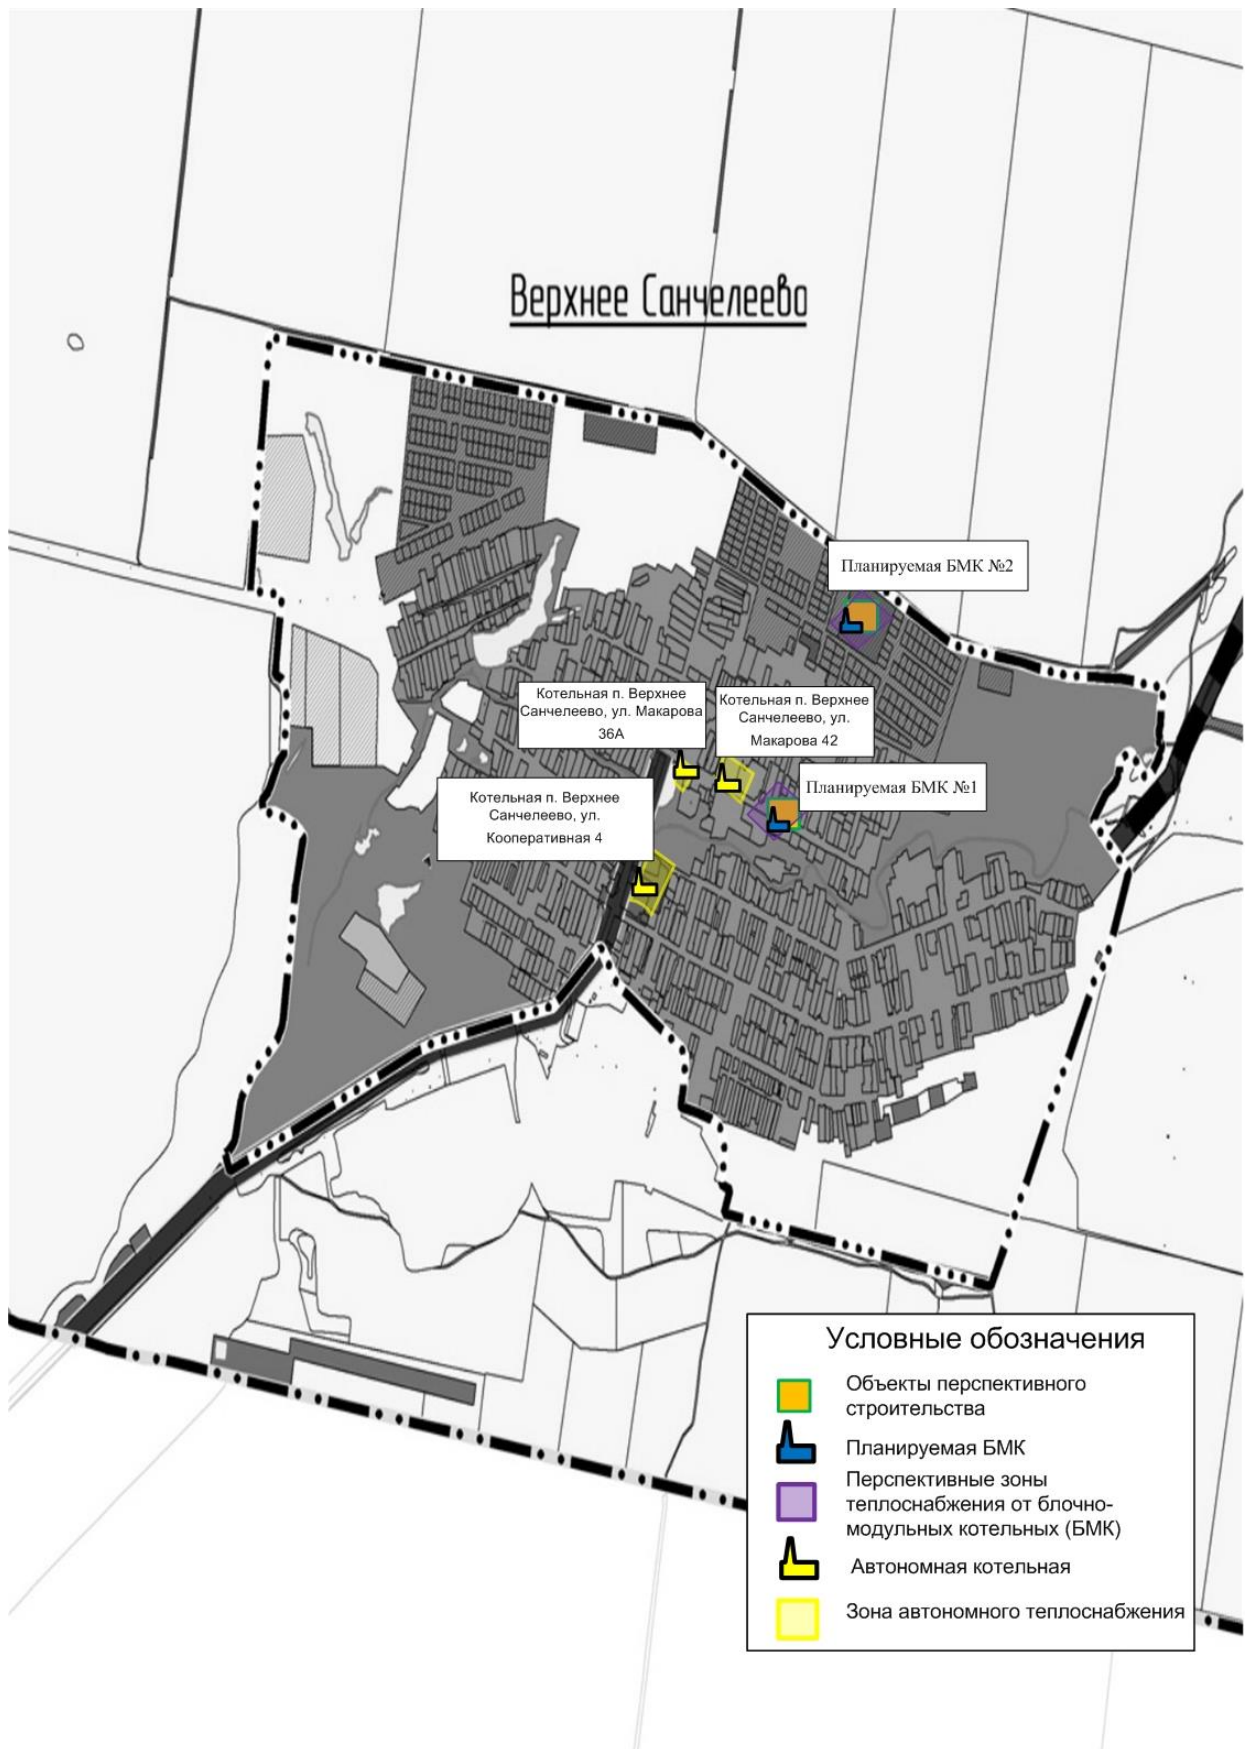 Верхнее Санчелеево
Планируемая БМК №2
Котельная п. Верхнее
Санчелеево, ул. Макарова
36А
Котельная п. Верхнее
Санчелеево, ул.
Макарова 42
Планируемая БМК №1
Котельная п. Верхнее
Санчелеево, ул.
Кооперативная 4
Условные обозначения
Объекты перспективного
строительства
Планируемая БМК
Перспективные зоны
теплоснабжения от блочно-
модульных котельных (БМК)
Автономная котельная
Зона автономного теплоснабжения